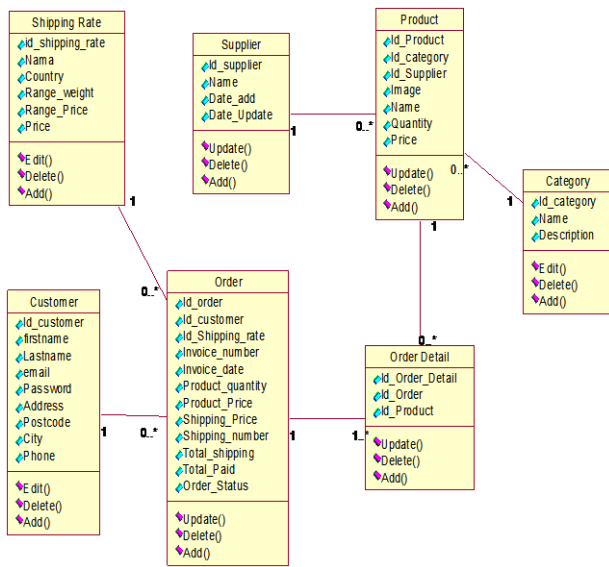 Shipping Rate
id_shipping_rate
Nama
Country
Range_weight
Range_Price
Price
Edit()
Delete()
Add()
1
Supplier
Id_supplier
Name
Date_add
Date_Update
Update()
Delete()
Add()
1
0..*
Product
Id_Product
Id_category
Id_Supplier
Image
Name
Quantity
Price
Update()
Delete()
Add()
0..*
1
1
Category
Id_category
Name
Description
Edit()
Delete()
Add()
0..*
Customer
Id_customer
firstname
Lastname
email
Password
Address
Postcode
City
Phone
Edit()
Delete()
Add()
1
0..*
0..*
Order
Id_order
Id_customer
Id_Shipping_rate
Invoice_number
Invoice_date
Product_quantity
Product_Price
Shipping_Price
Shipping_number
Total_shipping
Total_Paid
Order_Status
Update()
Delete()
Add()
1
1..*
Order Detail
Id_Order_Detail
Id_Order
Id_Product
Update()
Delete()
Add()